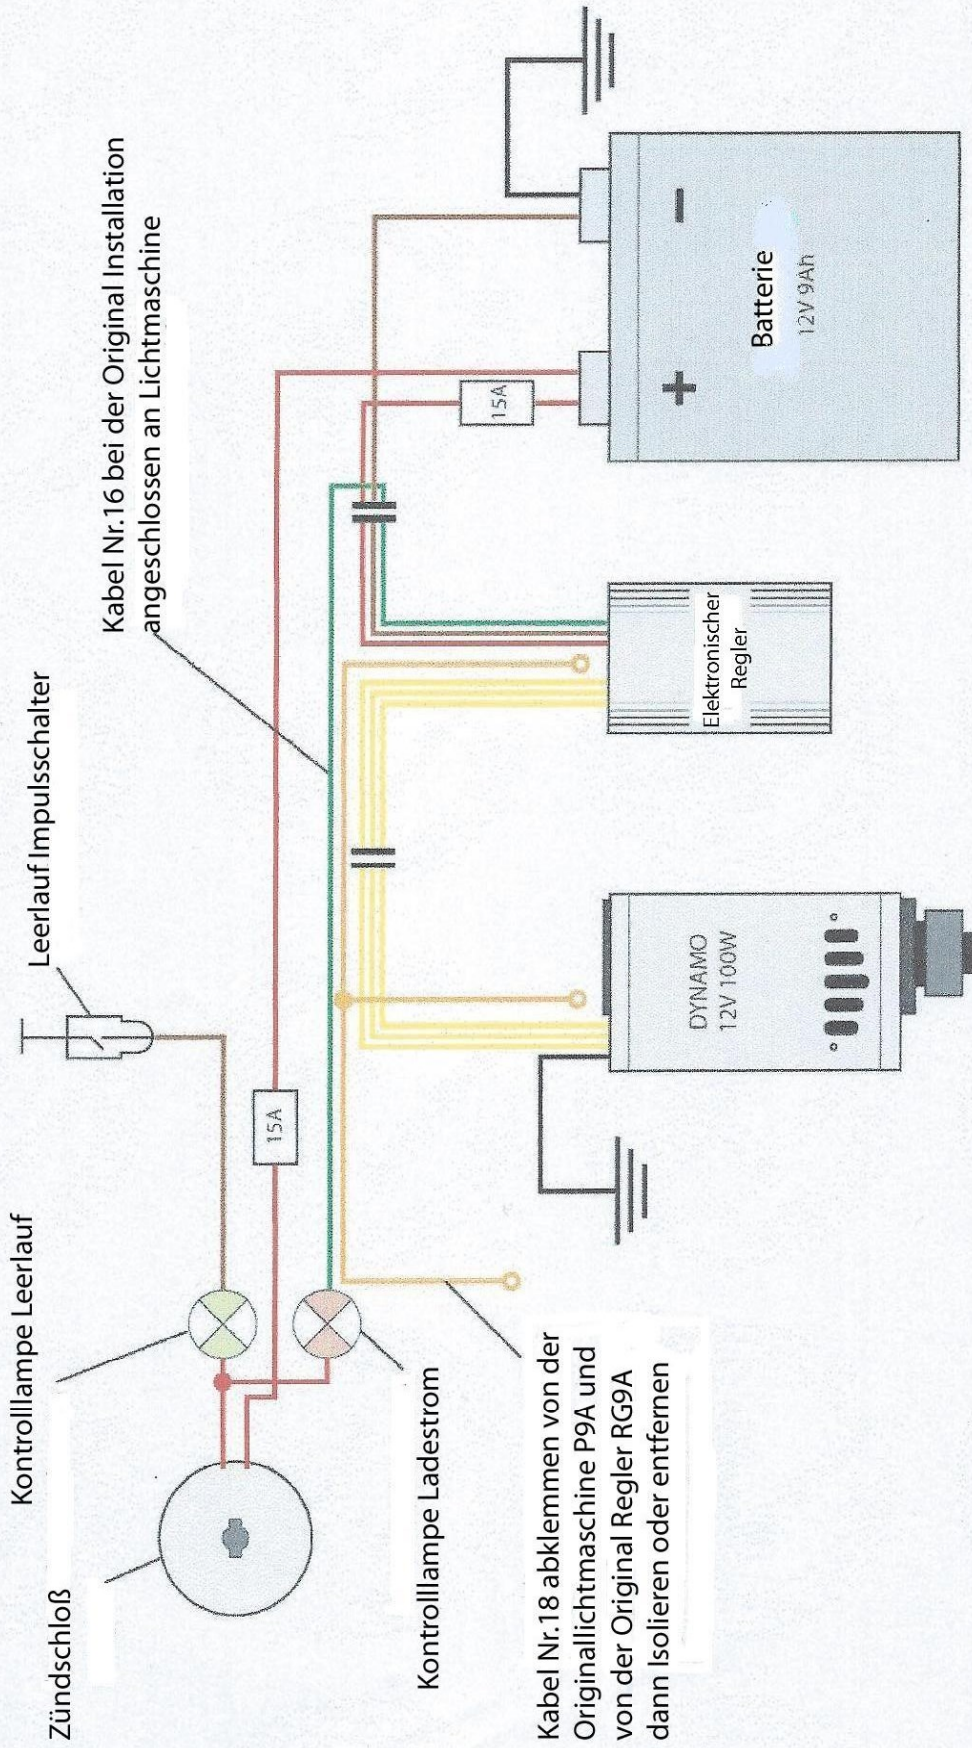 Zündschloß
Kontrolllampe Leerlauf
Leerlauf Impulsschalter
Kabel Nr.16 bei der Original Installation
angeschlossen an Lichtmaschine
15A
Kontrolllampe Ladestrom
15A
Kabel Nr.18 abklemmen von der
Originallichtmaschine P9A und
von der Original Regler RG9A
dann Isolieren oder entfernen
DYNAMO
12V 100W
Elektronischer
Regler
+
−
Batterie
12V 9Ah